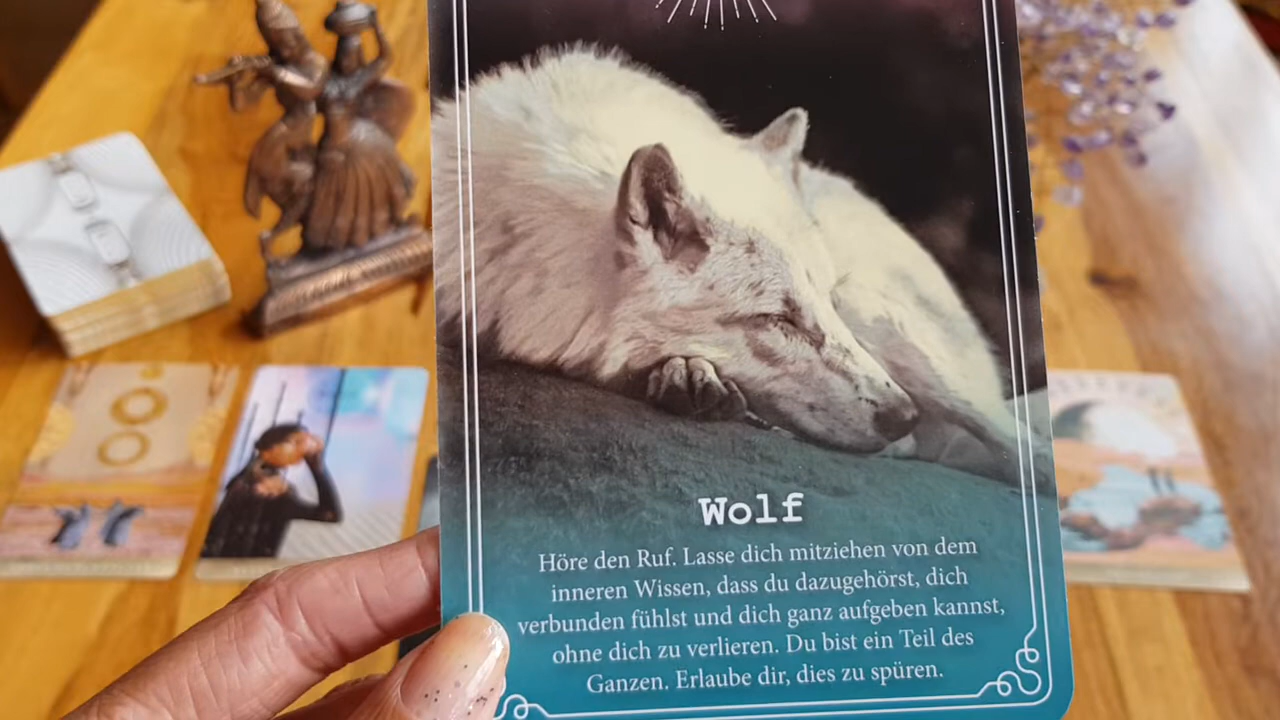 Wolf
Höre den Ruf. Lasse dich mitziehen von dem
inneren Wissen, dass du dazugehörst, dich
verbunden fühlst und dich ganz aufgeben kannst,
ohne dich zu verlieren. Du bist ein Teil des
Ganzen. Erlaube dir, dies zu spüren.